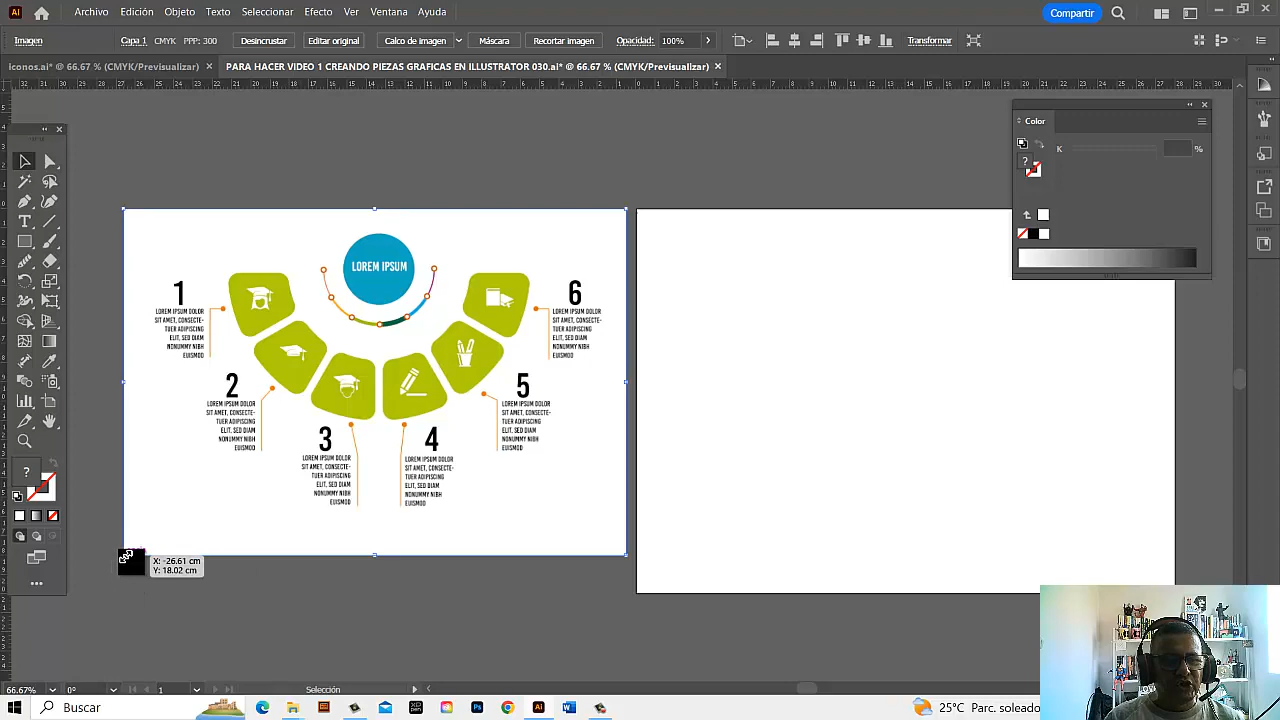 Archivo Edición Objeto Texto Seleccionar Efecto Ver Ventana Ayuda
Compartir
Imagen Capa 1 CMYK PPP: 300 Desincrustar Editar original Calco de imagen Máscara Recortar imagen Opacidad: 100% Transformar
iconos.ai* @ 66.67 % (CMYK/Previsualizar) × PARA HACER VIDEO 1 CREANDO PIEZAS GRAFICAS EN ILLUSTRATOR 030.ai* @ 66.67 % (CMYK/Previsualizar) ×
Color
K %
LOREM IPSUM
1
LOREM IPSUM DOLOR
SIT AMET, CONSECTE-
TUER ADIPISCING
ELIT, SED DIAM
NONUMMY NIBH
EUISMOD
2
LOREM IPSUM DOLOR
SIT AMET, CONSECTE-
TUER ADIPISCING
ELIT, SED DIAM
NONUMMY NIBH
EUISMOD
3
LOREM IPSUM DOLOR
SIT AMET, CONSECTE-
TUER ADIPISCING
ELIT, SED DIAM
NONUMMY NIBH
EUISMOD
4
LOREM IPSUM DOLOR
SIT AMET, CONSECTE-
TUER ADIPISCING
ELIT, SED DIAM
NONUMMY NIBH
EUISMOD
5
LOREM IPSUM DOLOR
SIT AMET, CONSECTE-
TUER ADIPISCING
ELIT, SED DIAM
NONUMMY NIBH
EUISMOD
6
LOREM IPSUM DOLOR
SIT AMET, CONSECTE-
TUER ADIPISCING
ELIT, SED DIAM
NONUMMY NIBH
EUISMOD
X: -26.61 cm
Y: 18.02 cm
66.67% 0° 1 Selección
Buscar
25°C Parc. soleado